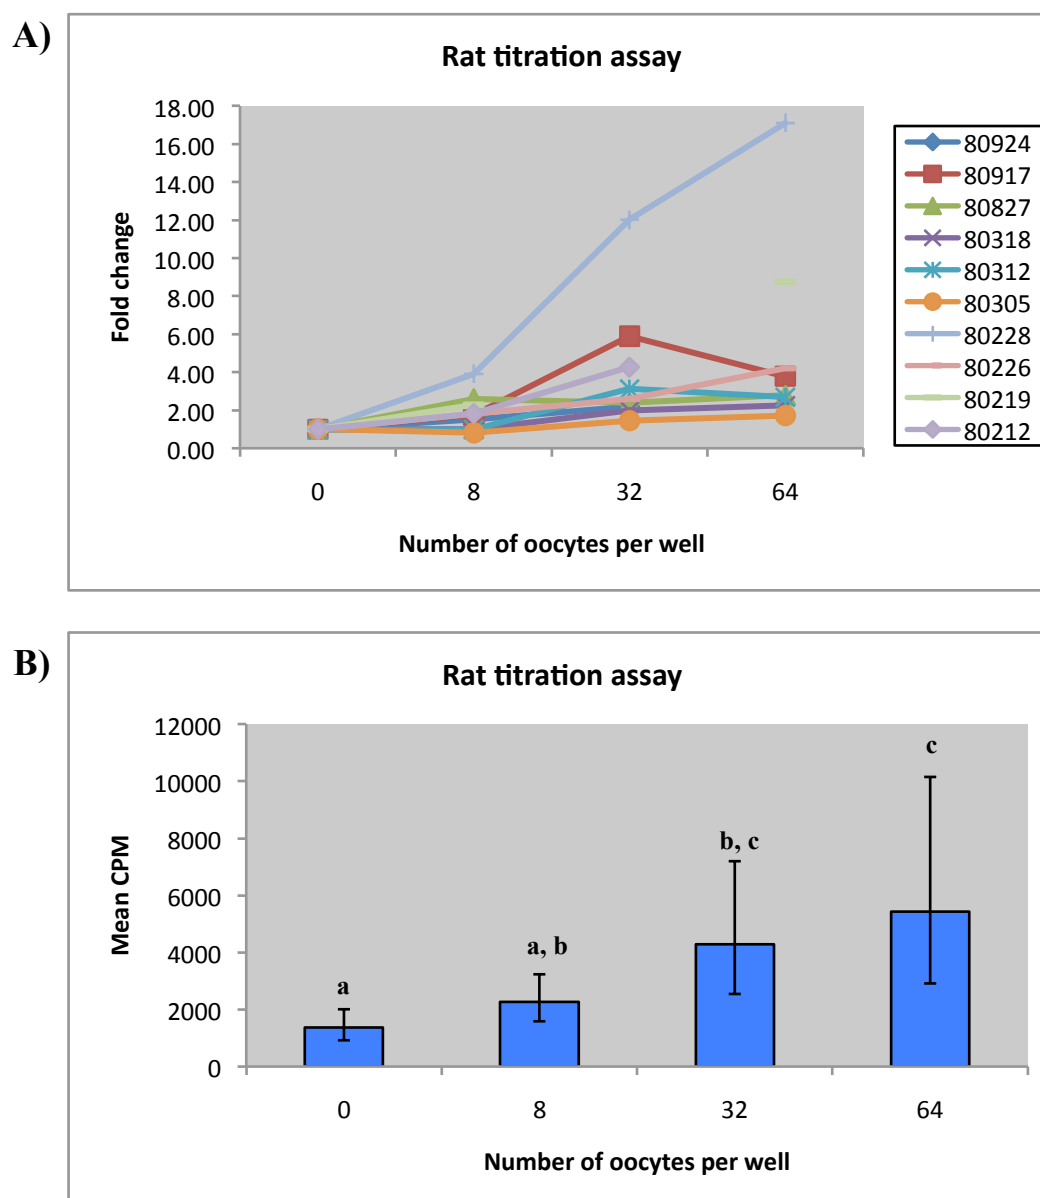 A)
Rat titration assay
18.00
16.00
14.00
12.00
10.00
8.00
6.00
4.00
2.00
0.00
Fold change
0 8 32 64
Number of oocytes per well
80924
80917
80827
80318
80312
80305
80228
80226
80219
80212
B)
Rat titration assay
12000
10000
8000
6000
4000
2000
0
Mean CPM
a
a, b
b, c
c
0 8 32 64
Number of oocytes per well